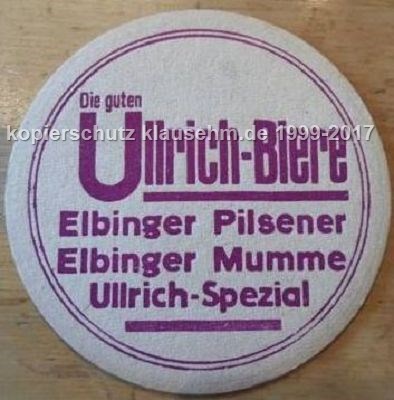 Die guten
Ullrich-Biere
kopierschutz klausehm.de 1999-2017
Elbinger Pilsener
Elbinger Mumme
Ullrich-Spezial